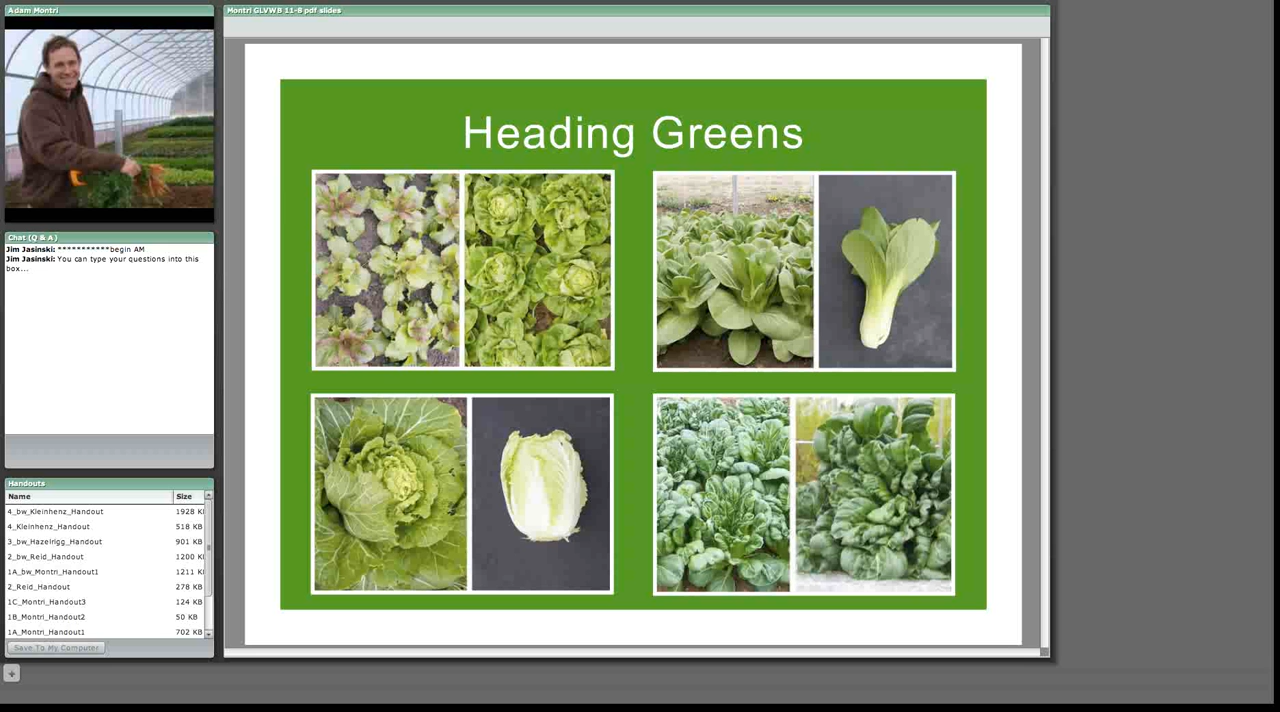 Adam Montri
Montri GLVWB 11-8 pdf slides
Heading Greens
Chat (Q & A)
Jim Jasinski: ***********begin AM
Jim Jasinski: You can type your questions into this
box...
Handouts
Name Size
4_bw_Kleinhenz_Handout 1928 K
4_Kleinhenz_Handout 518 KB
3_bw_Hazelrigg_Handout 901 KB
2_bw_Reid_Handout 1200 K
1A_bw_Montri_Handout1 1211 K
2_Reid_Handout 278 KB
1C_Montri_Handout3 124 KB
1B_Montri_Handout2 50 KB
1A_Montri_Handout1 702 KB
Save To My Computer